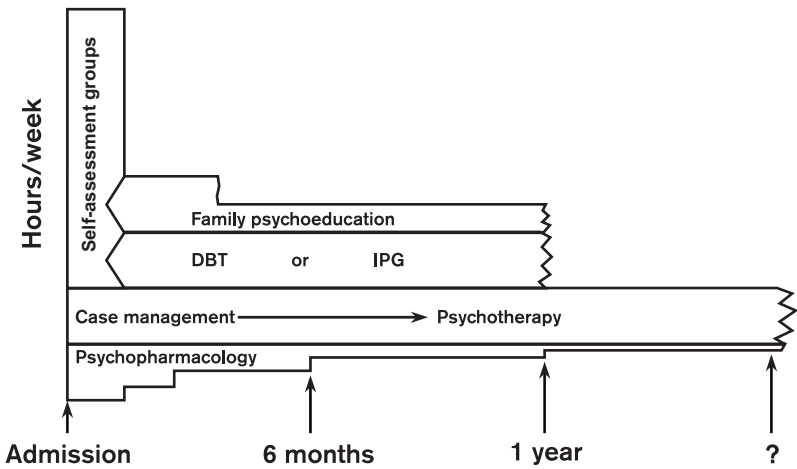 Hours/week
Self-assessment groups
Family psychoeducation
DBT or IPG
Case management Psychotherapy
Psychopharmacology
Admission 6 months 1 year ?